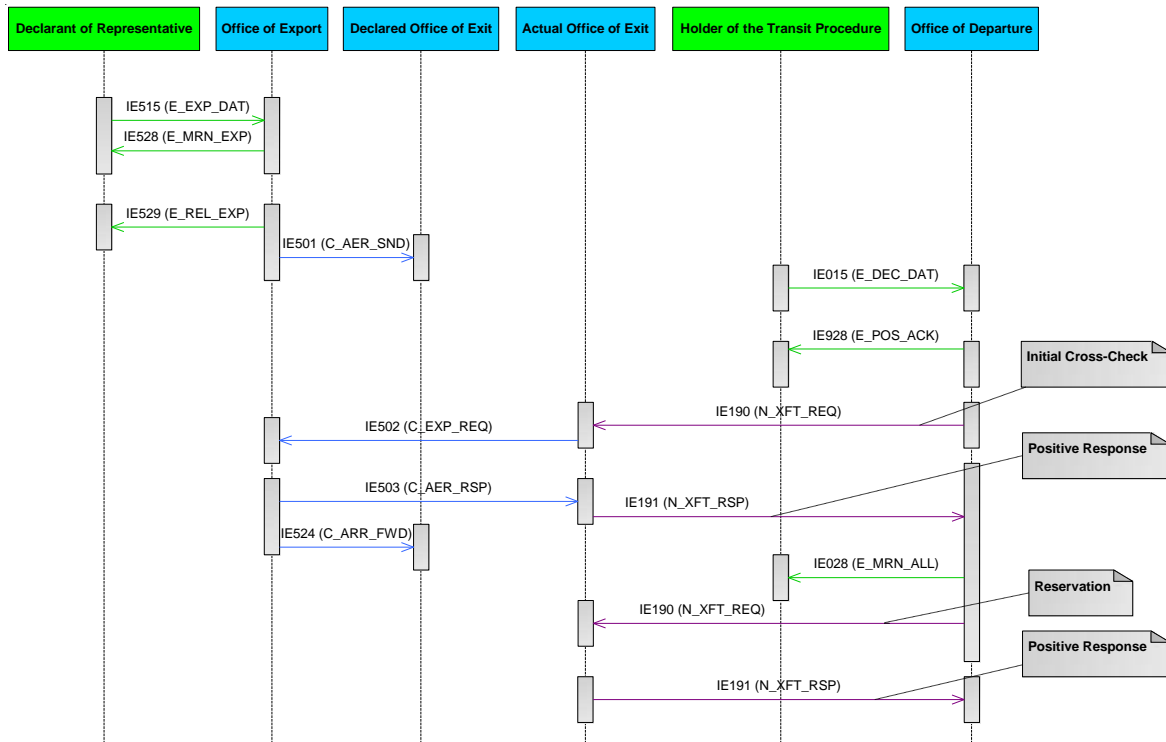 Declarant of Representative
Office of Export
Declared Office of Exit
Actual Office of Exit
Holder of the Transit Procedure
Office of Departure
IE515 (E_EXP_DAT)
IE528 (E_MRN_EXP)
IE529 (E_REL_EXP)
IE501 (C_AER_SND)
IE015 (E_DEC_DAT)
IE928 (E_POS_ACK)
Initial Cross-Check
IE190 (N_XFT_REQ)
IE502 (C_EXP_REQ)
Positive Response
IE503 (C_AER_RSP)
IE191 (N_XFT_RSP)
IE524 (C_ARR_FWD)
IE028 (E_MRN_ALL)
Reservation
IE190 (N_XFT_REQ)
Positive Response
IE191 (N_XFT_RSP)